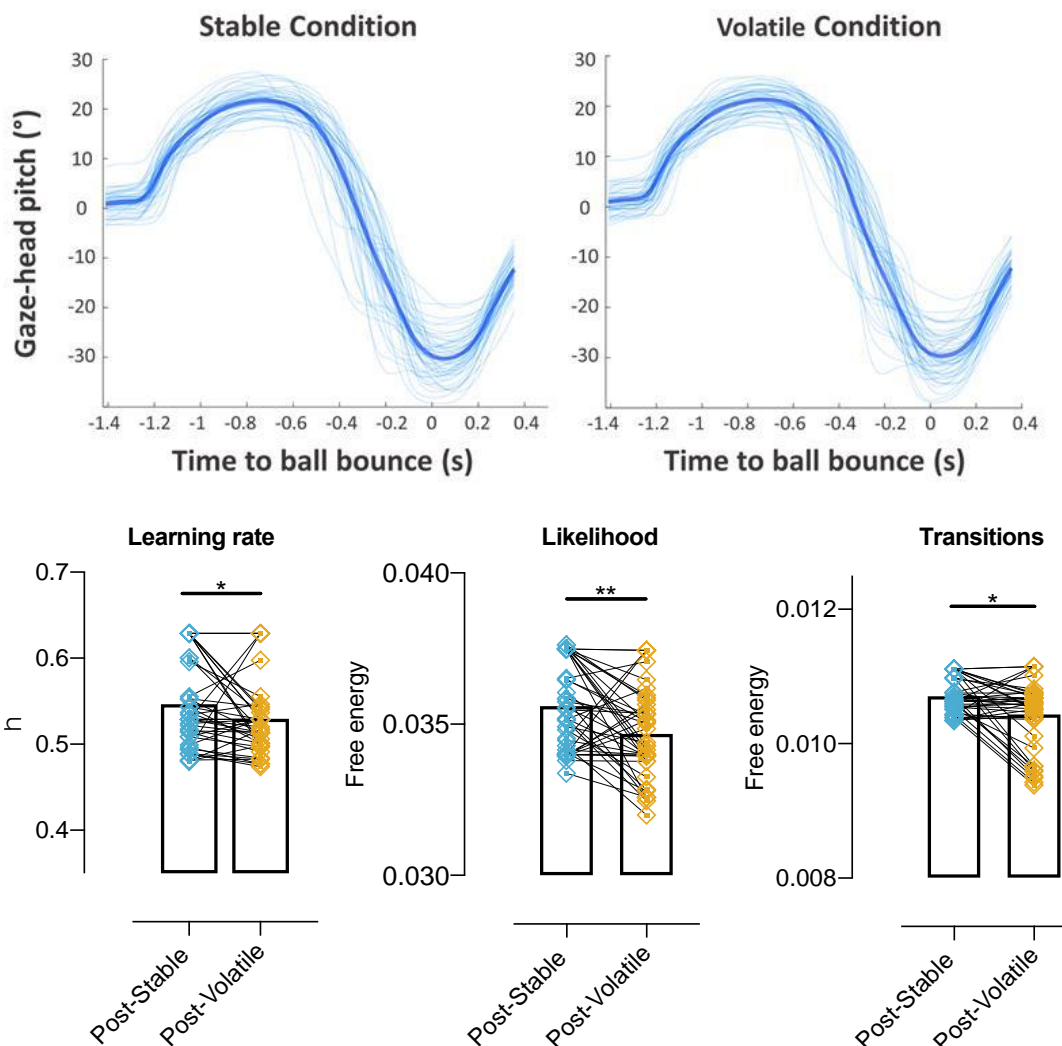 Stable Condition
Volatile Condition
Gaze-head pitch (°)
30
20
10
0
-10
-20
-30
-1.4 -1.2 -1 -0.8 -0.6 -0.4 -0.2 0 0.2 0.4
Time to ball bounce (s)
30
20
10
0
-10
-20
-30
-1.4 -1.2 -1 -0.8 -0.6 -0.4 -0.2 0 0.2 0.4
Time to ball bounce (s)
Learning rate
h
0.7
0.6
0.5
0.4
*
Post-Stable
Post-Volatile
Likelihood
Free energy
0.040
0.035
0.030
**
Post-Stable
Post-Volatile
Transitions
Free energy
0.012
0.010
0.008
*
Post-Stable
Post-Volatile